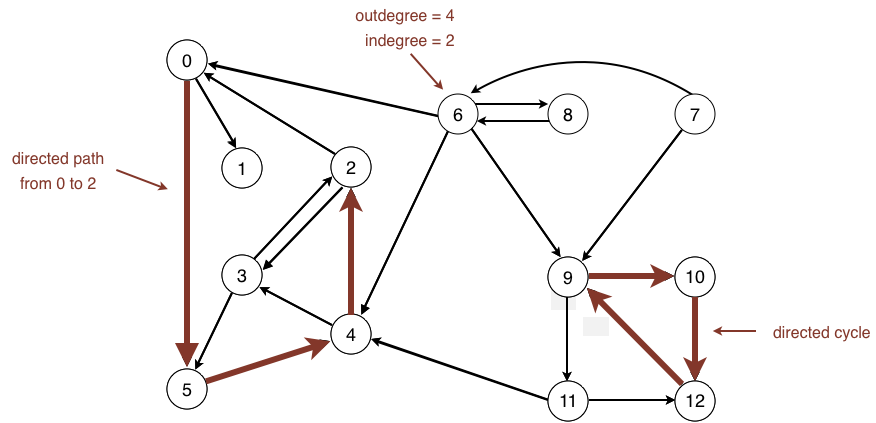 outdegree = 4
indegree = 2
0
6
8
7
directed path
from 0 to 2
1
2
3
9
10
4
directed cycle
5
11
12